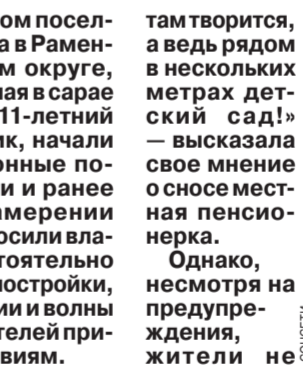 ом посел-
а в Рамен-
м округе,
ная в сарае
11-летний
ик, начали
онные по-
и и ранее
амерении
осили вла-
тоятельно
постройки,
ии и волны
телей при-
виям.
там творится,
а ведь рядом
в нескольких
метрах дет-
ский сад!»
— высказала
свое мнение
о сносе мест-
ная пенсио-
нерка.
Однако,
несмотря на
предупре-
ждения,
жители не